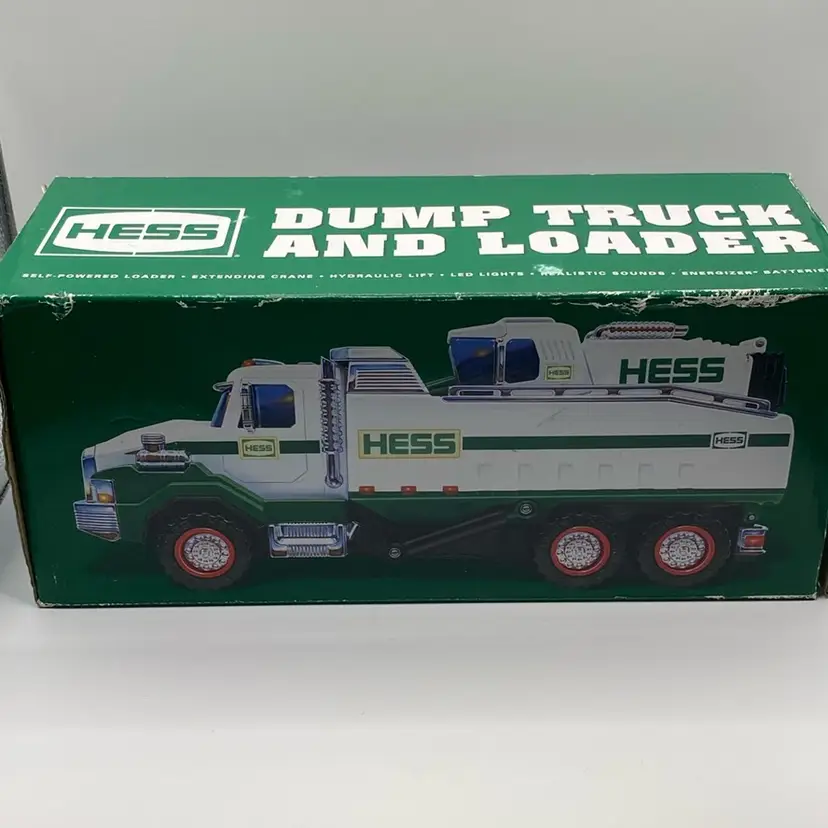 HESS
DUMP TRUCK
AND LOADER
SELF-POWERED LOADER • EXTENDING CRANE • HYDRAULIC LIFT • LED LIGHTS • REALISTIC SOUNDS • ENERGIZER® BATTERIES
HESS
HESS
HESS
HESS
HESS